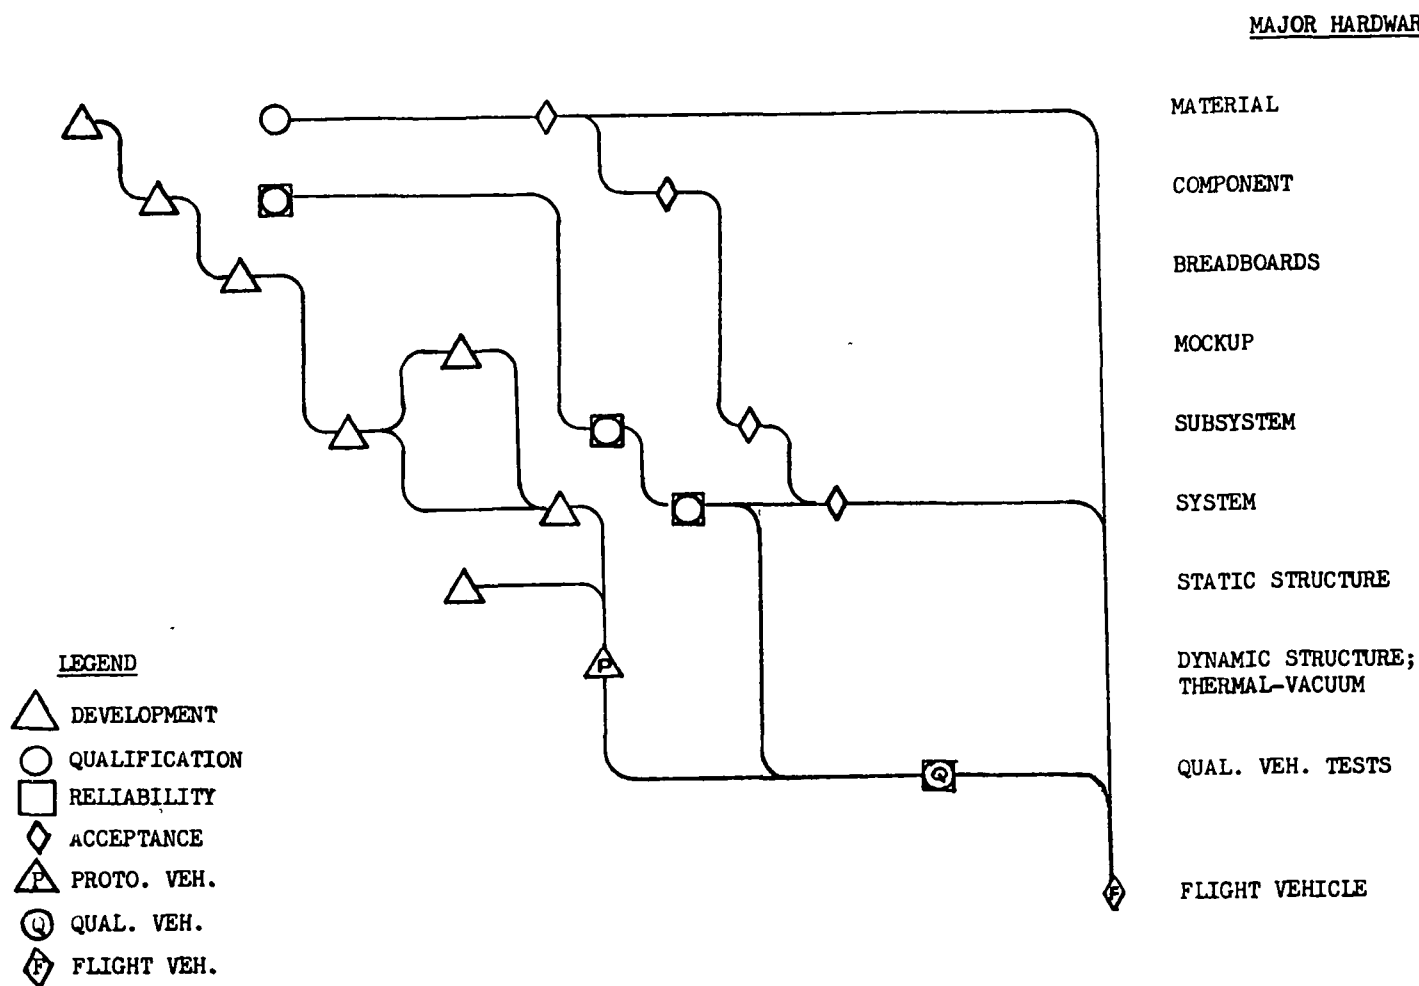 MAJOR HARDWAR
MATERIAL
COMPONENT
BREADBOARDS
MOCKUP
SUBSYSTEM
SYSTEM
STATIC STRUCTURE
P
DYNAMIC STRUCTURE;
THERMAL-VACUUM
Q
QUAL. VEH. TESTS
F
FLIGHT VEHICLE
LEGEND
DEVELOPMENT
QUALIFICATION
RELIABILITY
ACCEPTANCE
P PROTO. VEH.
Q QUAL. VEH.
F FLIGHT VEH.